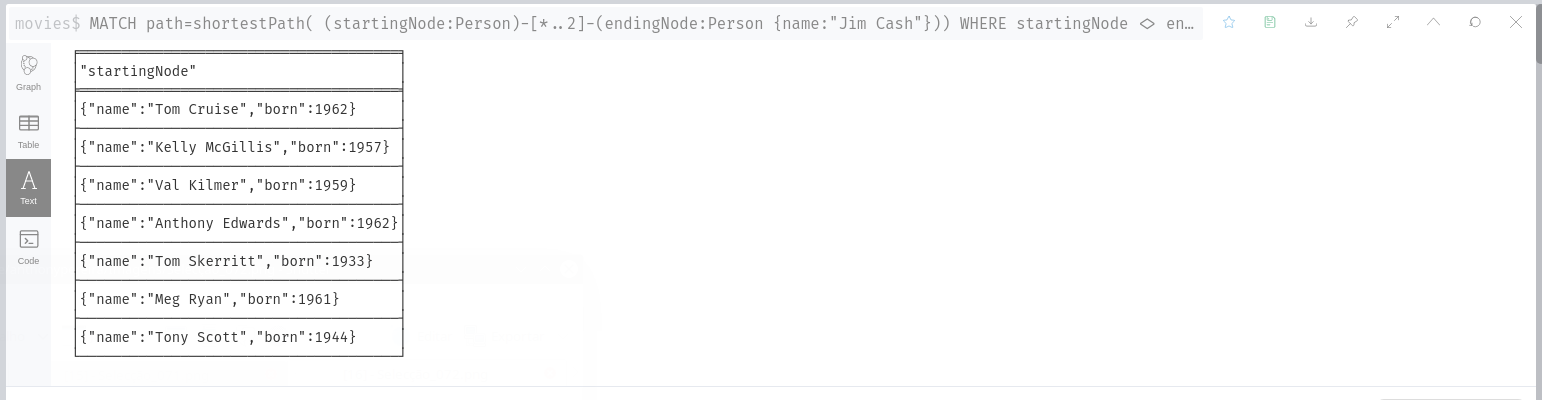 movies$ MATCH path=shortestPath( (startingNode:Person)-[*..2]-(endingNode:Person {name:"Jim Cash"})) WHERE startingNode <> en…
"startingNode"
Graph
{"name":"Tom Cruise","born":1962}
Table
{"name":"Kelly McGillis","born":1957}
{"name":"Val Kilmer","born":1959}
Text
{"name":"Anthony Edwards","born":1962}
Code
{"name":"Tom Skerritt","born":1933}
{"name":"Meg Ryan","born":1961}
{"name":"Tony Scott","born":1944}